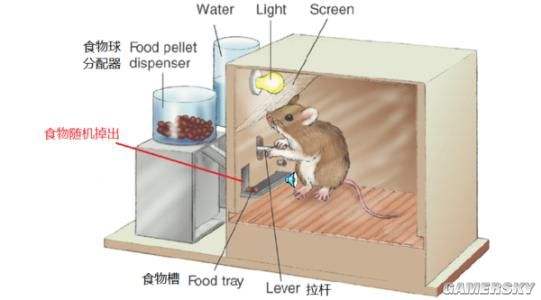 Water Light Screen
食物球 Food pellet
分配器 dispenser
食物随机掉出
食物槽 Food tray
Lever 拉杆
GAMERSKY